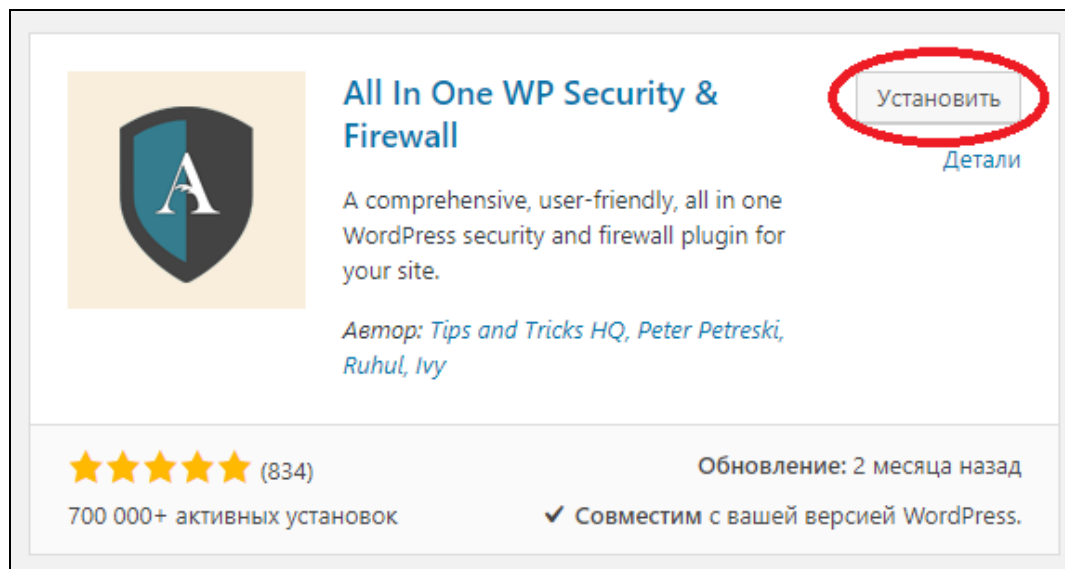 All In One WP Security &
Firewall
Установить
Детали
A comprehensive, user-friendly, all in one
WordPress security and firewall plugin for
your site.
Автор: Tips and Tricks HQ, Peter Petreski,
Ruhul, Ivy
A
(834)
700 000+ активных установок
Обновление: 2 месяца назад
✔ Совместим с вашей версией WordPress.